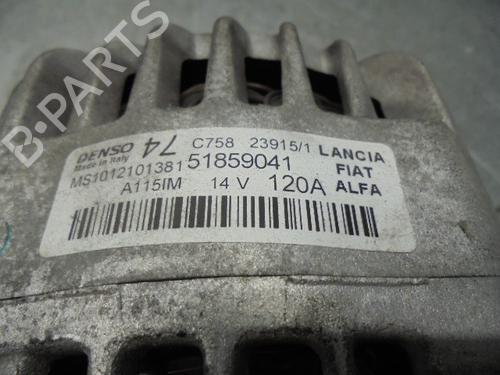 DENSO 74 C758 23915/1 LANCIA
Made in Italy
MS1012101381 51859041 FIAT
A115IM 14 V 120A ALFA
B-PARTS